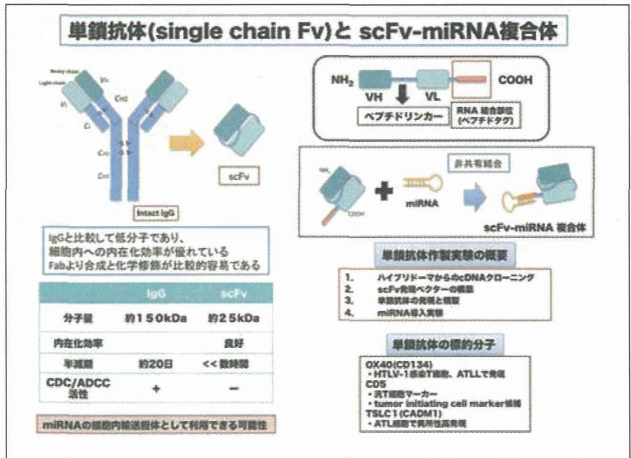 単鎖抗体(single chain Fv)と scFv-miRNA複合体
Heavy chain
Light chain
VH
VL
CH1
CL
S S
S S
CH2
CH3
Intact IgG
scFv
IgGと比較して低分子であり、
細胞内への内在化効率が優れている
Fabより合成と化学修飾が比較的容易である
IgG scFv
分子量 約150kDa 約25kDa
内在化効率 良好
半減期 約20日 <<数時間
CDC/ADCC
活性 + −
miRNAの細胞内輸送担体として利用できる可能性
NH2 COOH
VH VL
ペプチドリンカー
RNA 結合部位
(ペプチドタグ)
非共有結合
NH2
COOH
miRNA
scFv-miRNA 複合体
単鎖抗体作製実験の概要
1. ハイブリドーマからのcDNAクローニング
2. scFv発現ベクターの構築
3. 単鎖抗体の発現と精製
4. miRNA導入実験
単鎖抗体の標的分子
OX40(CD134)
・HTLV-1感染T細胞、ATLLで発現
CD5
・汎T細胞マーカー
・tumor initiating cell marker候補
TSLC1(CADM1)
・ATL細胞で異所性高発現